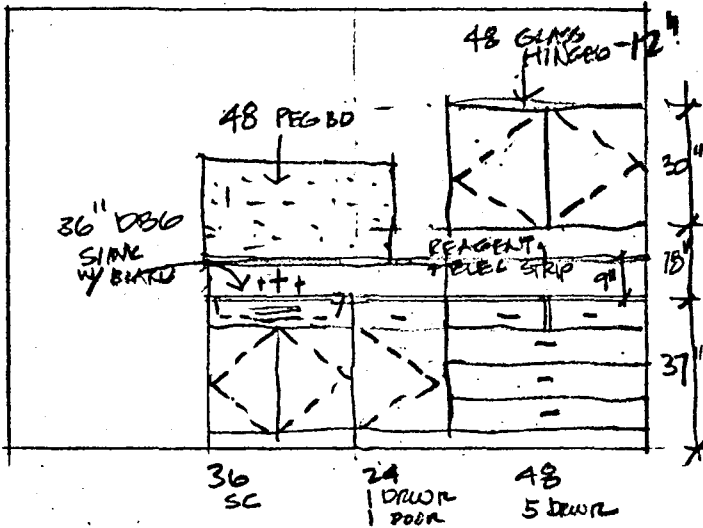 48 GLASS
HINGED -12"
48 PEG BD
30"
36" DBG
SINK
W/
REAGENT
+ ELEC STRIP
9"
18"
37"
36
SC
24
1 DRWR
DOOR
48
5 DRWR